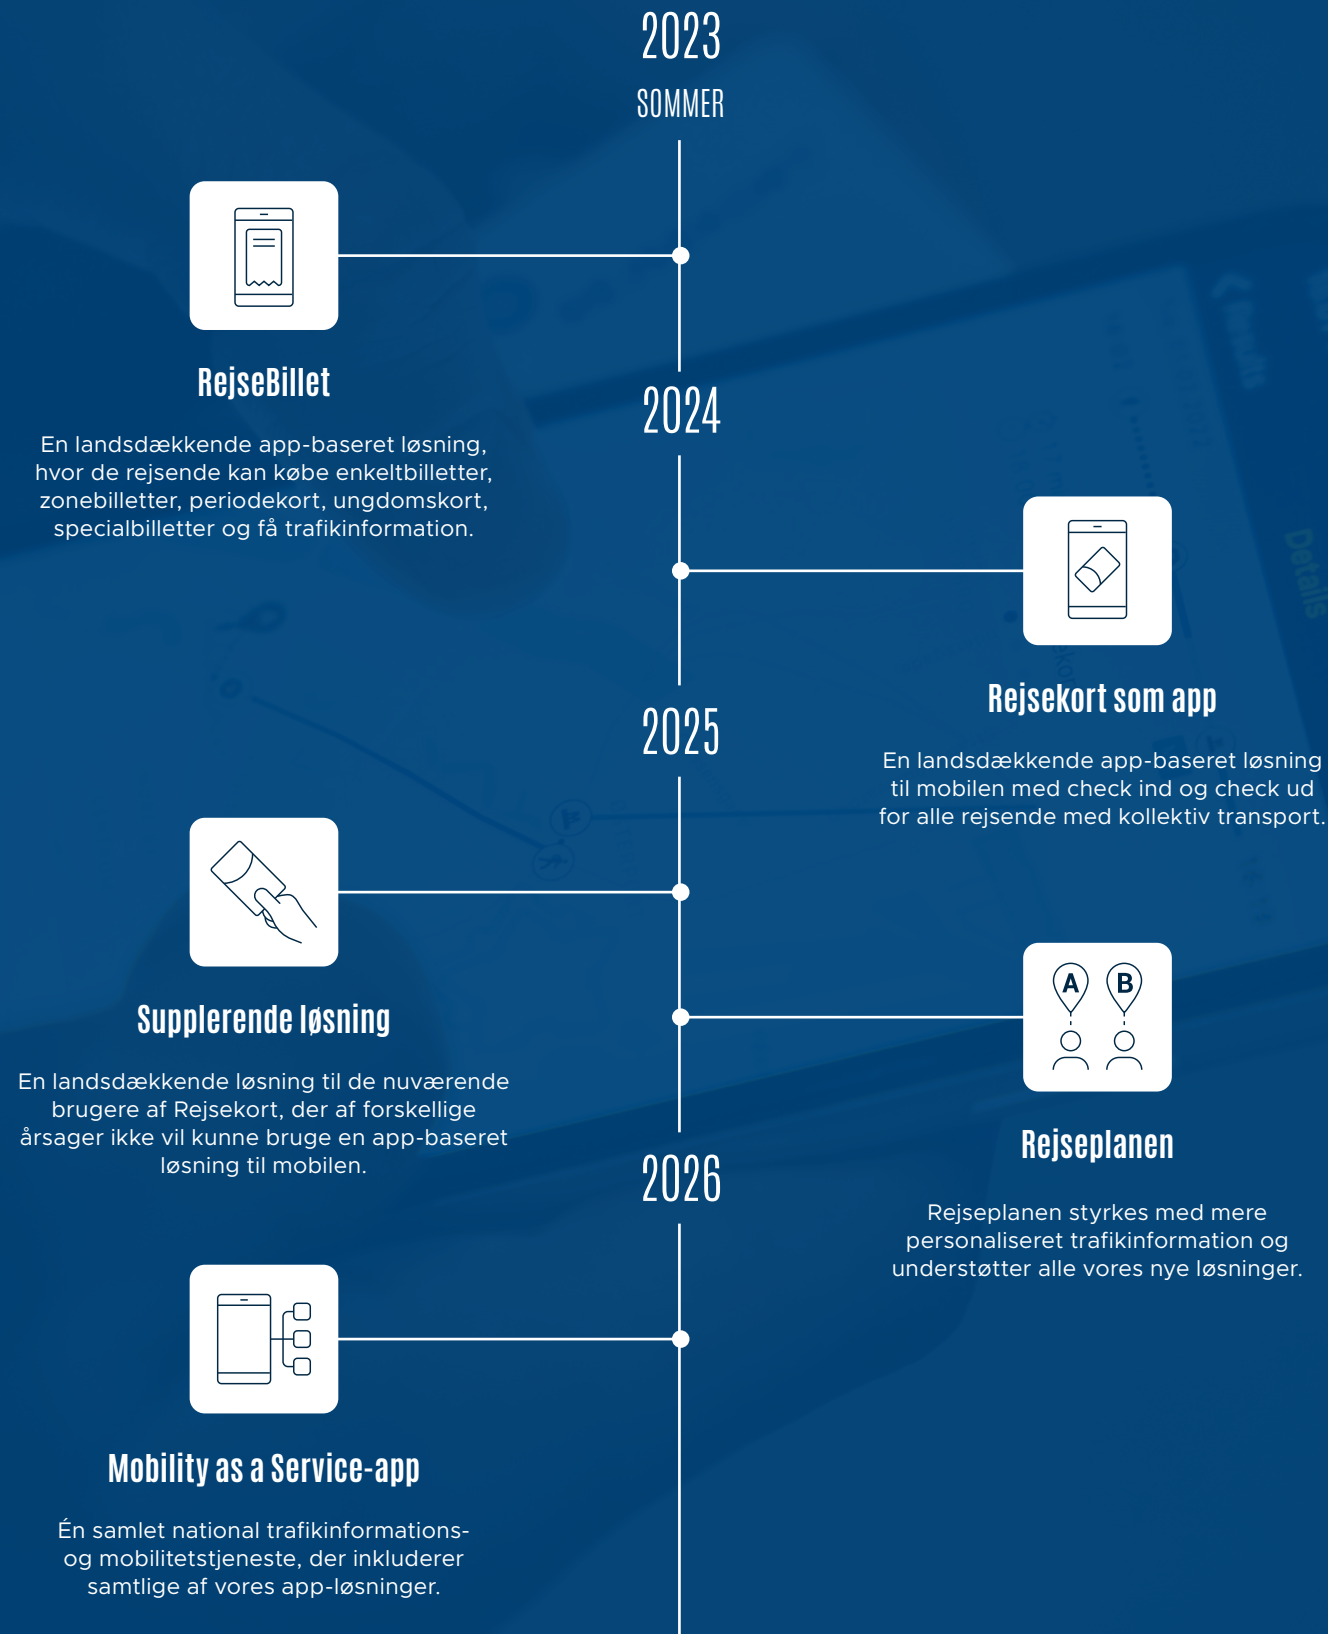 2023
SOMMER
RejseBillet
En landsdækkende app-baseret løsning,
hvor de rejsende kan købe enkeltbilletter,
zonebilletter, periodekort, ungdomskort,
specialbilletter og få trafikinformation.
2024
Rejsekort som app
En landsdækkende app-baseret løsning
til mobilen med check ind og check ud
for alle rejsende med kollektiv transport.
2025
Supplerende løsning
En landsdækkende løsning til de nuværende
brugere af Rejsekort, der af forskellige
årsager ikke vil kunne bruge en app-baseret
løsning til mobilen.
A B
Rejseplanen
Rejseplanen styrkes med mere
personaliseret trafikinformation og
understøtter alle vores nye løsninger.
2026
Mobility as a Service-app
Én samlet national trafikinformations-
og mobilitetstjeneste, der inkluderer
samtlige af vores app-løsninger.
Results
Details